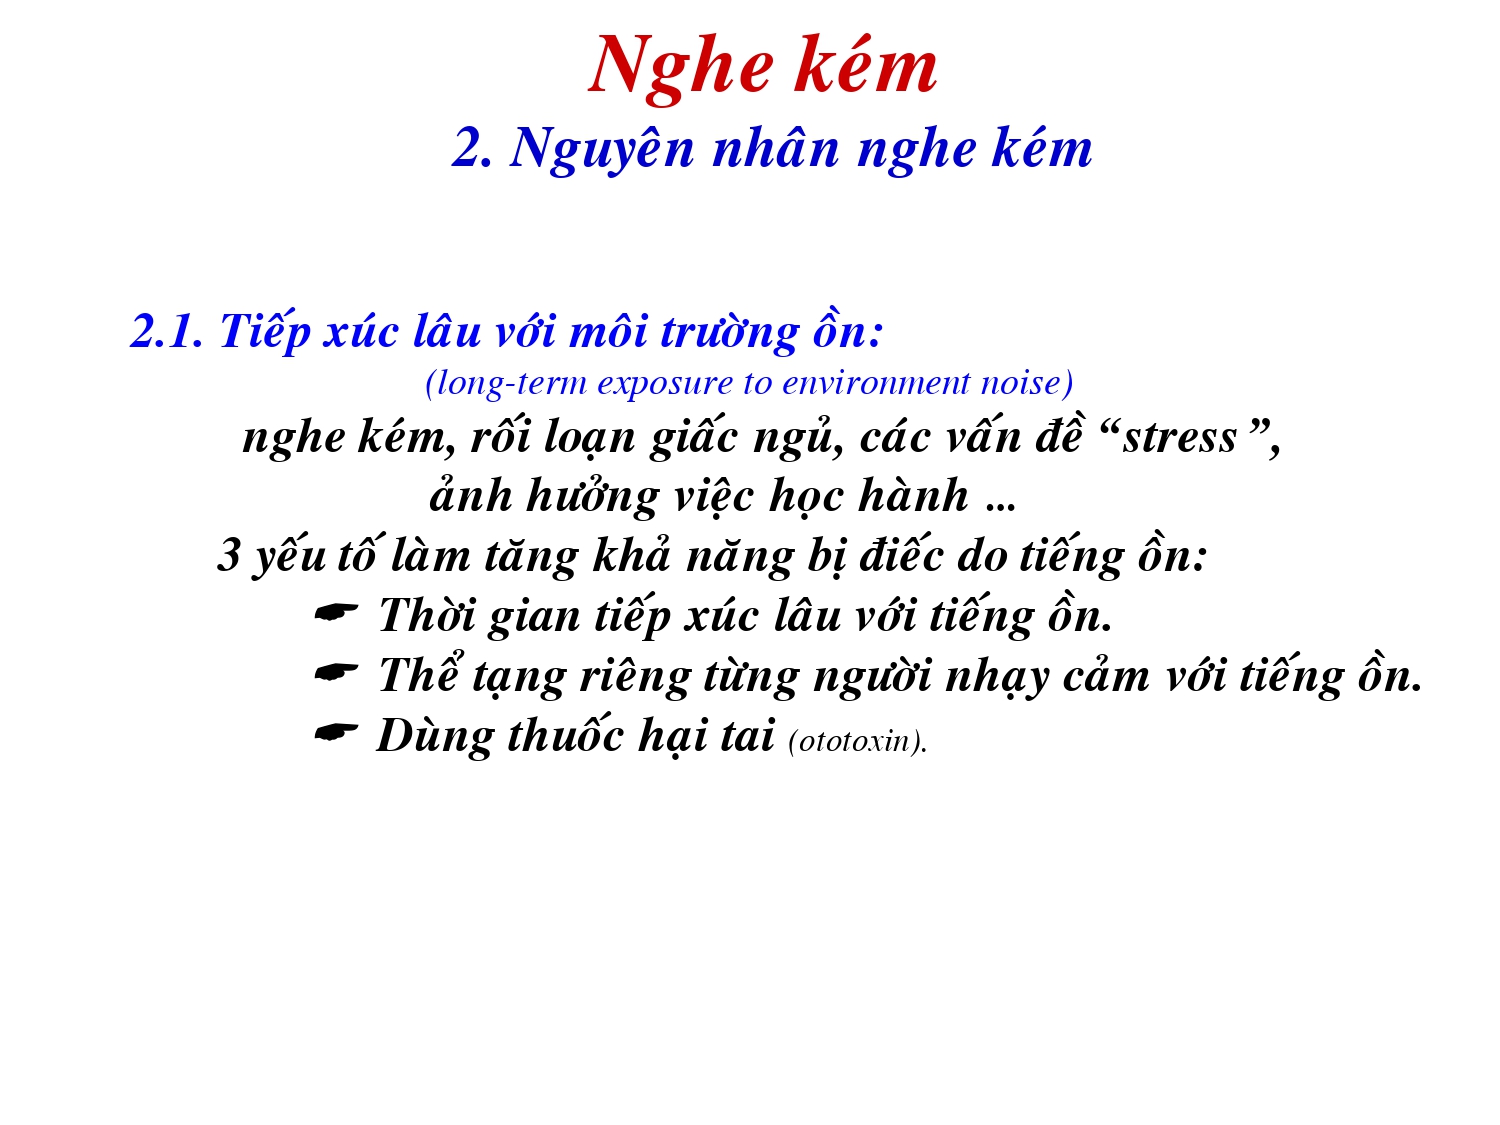 Nghe kém
2. Nguyên nhân nghe kém
2.1. Tiếp xúc lâu với môi trường ồn:
(long-term exposure to environment noise)
nghe kém, rối loạn giấc ngủ, các vấn đề “stress ”,
ảnh hưởng việc học hành ...
3 yếu tố làm tăng khả năng bị điếc do tiếng ồn:
Thời gian tiếp xúc lâu với tiếng ồn.
Thể tạng riêng từng người nhạy cảm với tiếng ồn.
Dùng thuốc hại tai (ototoxin).